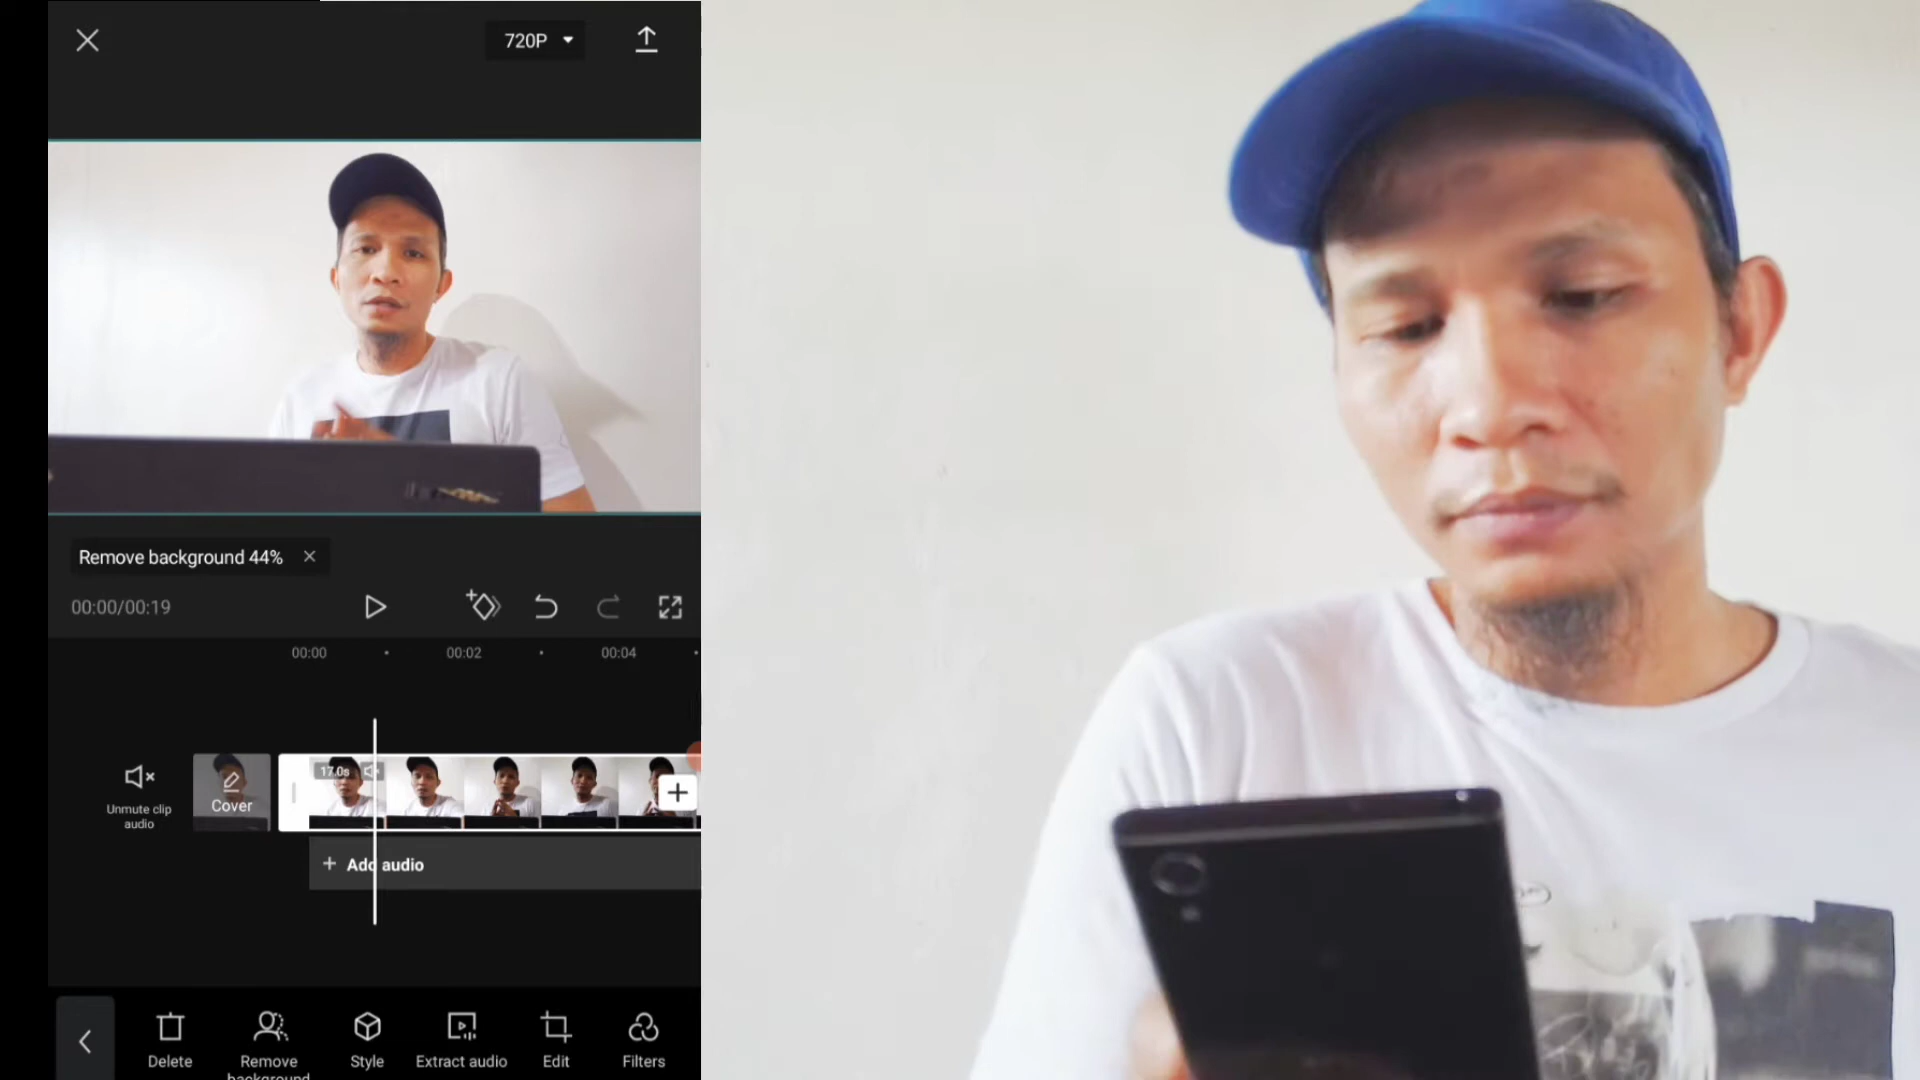 720P
Remove background 44%
00:00/00:19
00:00
00:02
00:04
17.0s
Unmute clip
audio
Cover
+ Add audio
Delete
Remove
background
Style
Extract audio
Edit
Filters